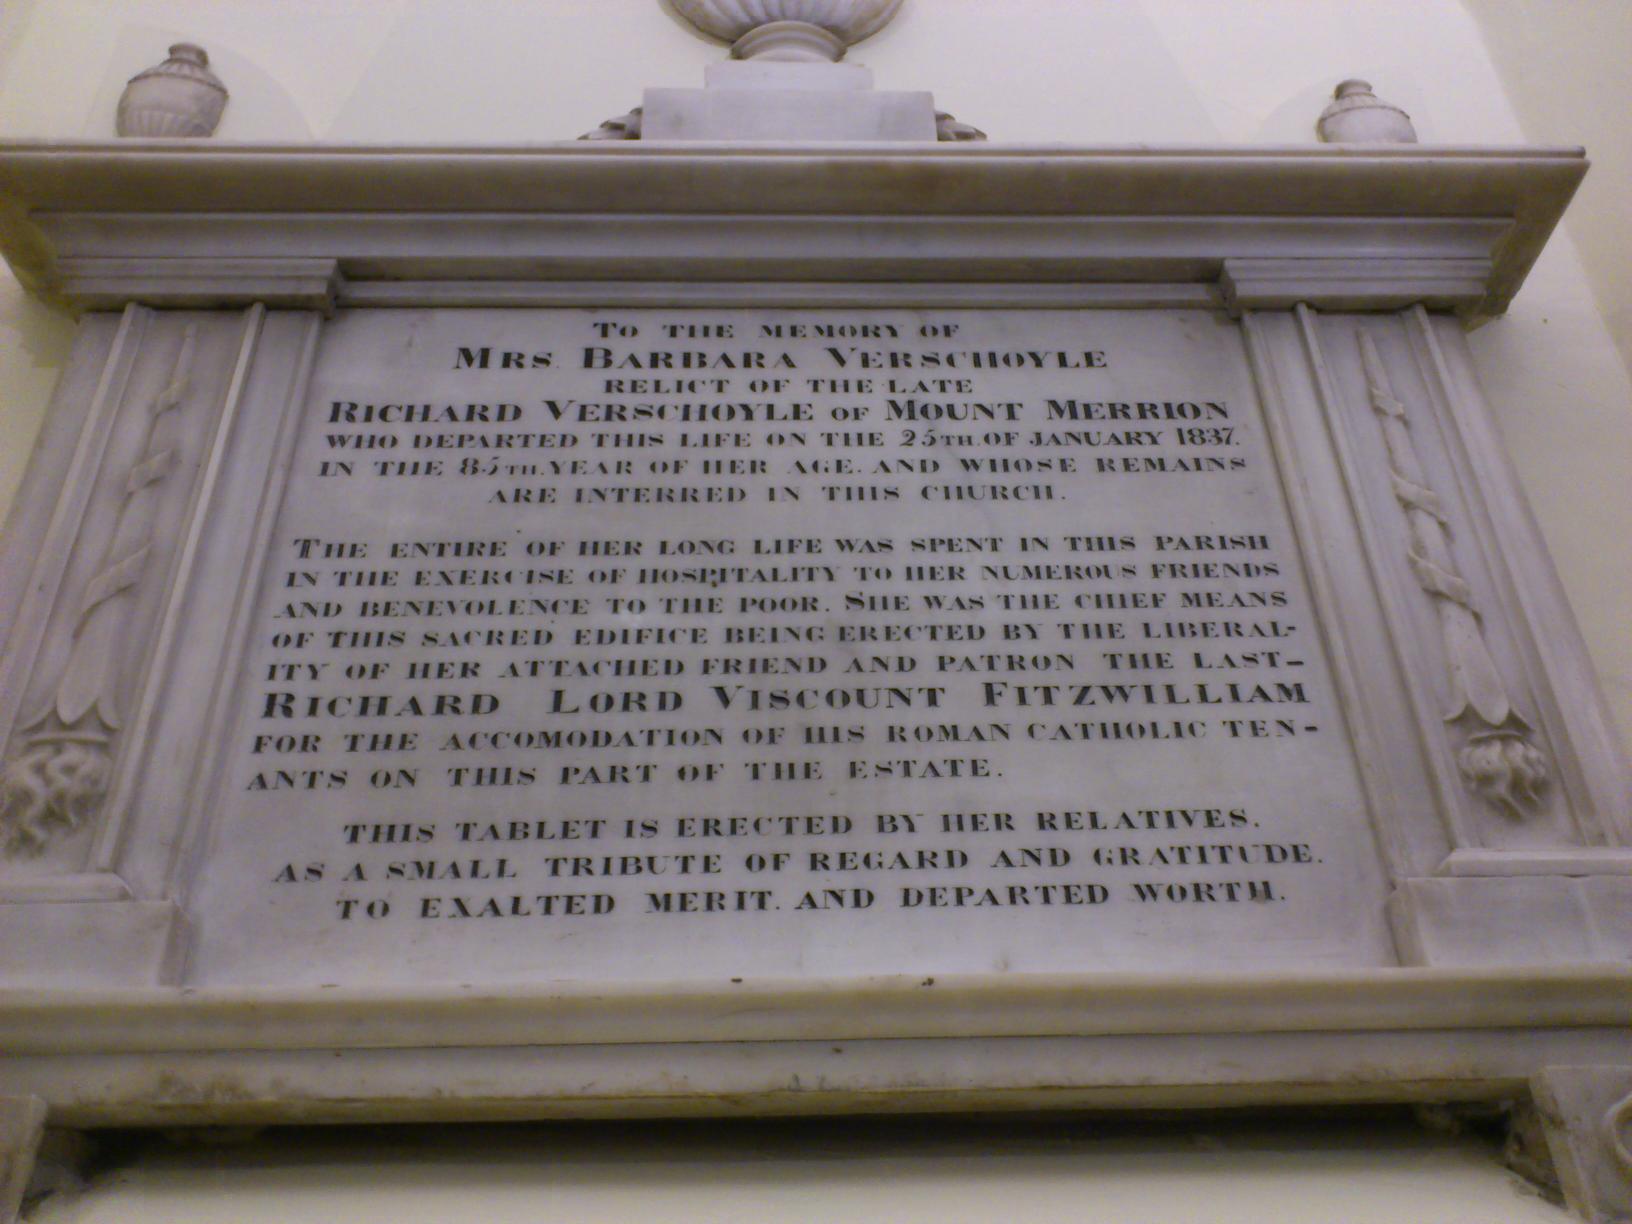 To the memory of
Mrs. Barbara Verschoyle
relict of the late
Richard Verschoyle of Mount Merrion
who departed this life on the 25th. of January 1837.
in the 85th. year of her age. and whose remains
are interred in this church.
The entire of her long life was spent in this parish
in the exercise of hospitality to her numerous friends
and benevolence to the poor. She was the chief means
of this sacred edifice being erected by the liberal-
ity of her attached friend and patron the last-
Richard Lord Viscount Fitzwilliam
for the accomodation of his Roman Catholic ten-
ants on this part of the estate.
This tablet is erected by her relatives.
as a small tribute of regard and gratitude.
to exalted merit. and departed worth.